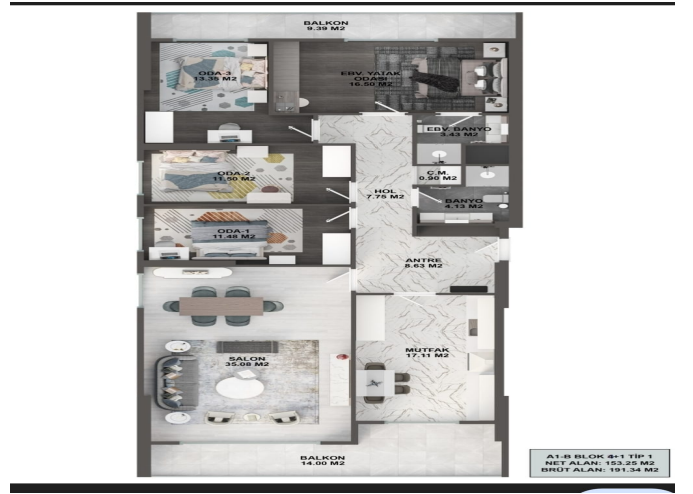 BALKON
9.39 M2
ODA-3
13.35 M2
EBV. YATAK
ODASI
16.50 M2
EBV. BANYO
3.43 M2
ODA-2
11.50 M2
Ç.M.
0.90 M2
HOL
7.75 M2
BANYO
4.13 M2
ODA-1
11.48 M2
ANTRE
8.63 M2
MUTFAK
17.11 M2
SALON
35.08 M2
BALKON
14.00 M2
A1-B BLOK 4+1 TİP 1
NET ALAN: 153.25 M2
BRÜT ALAN: 191.34 M2